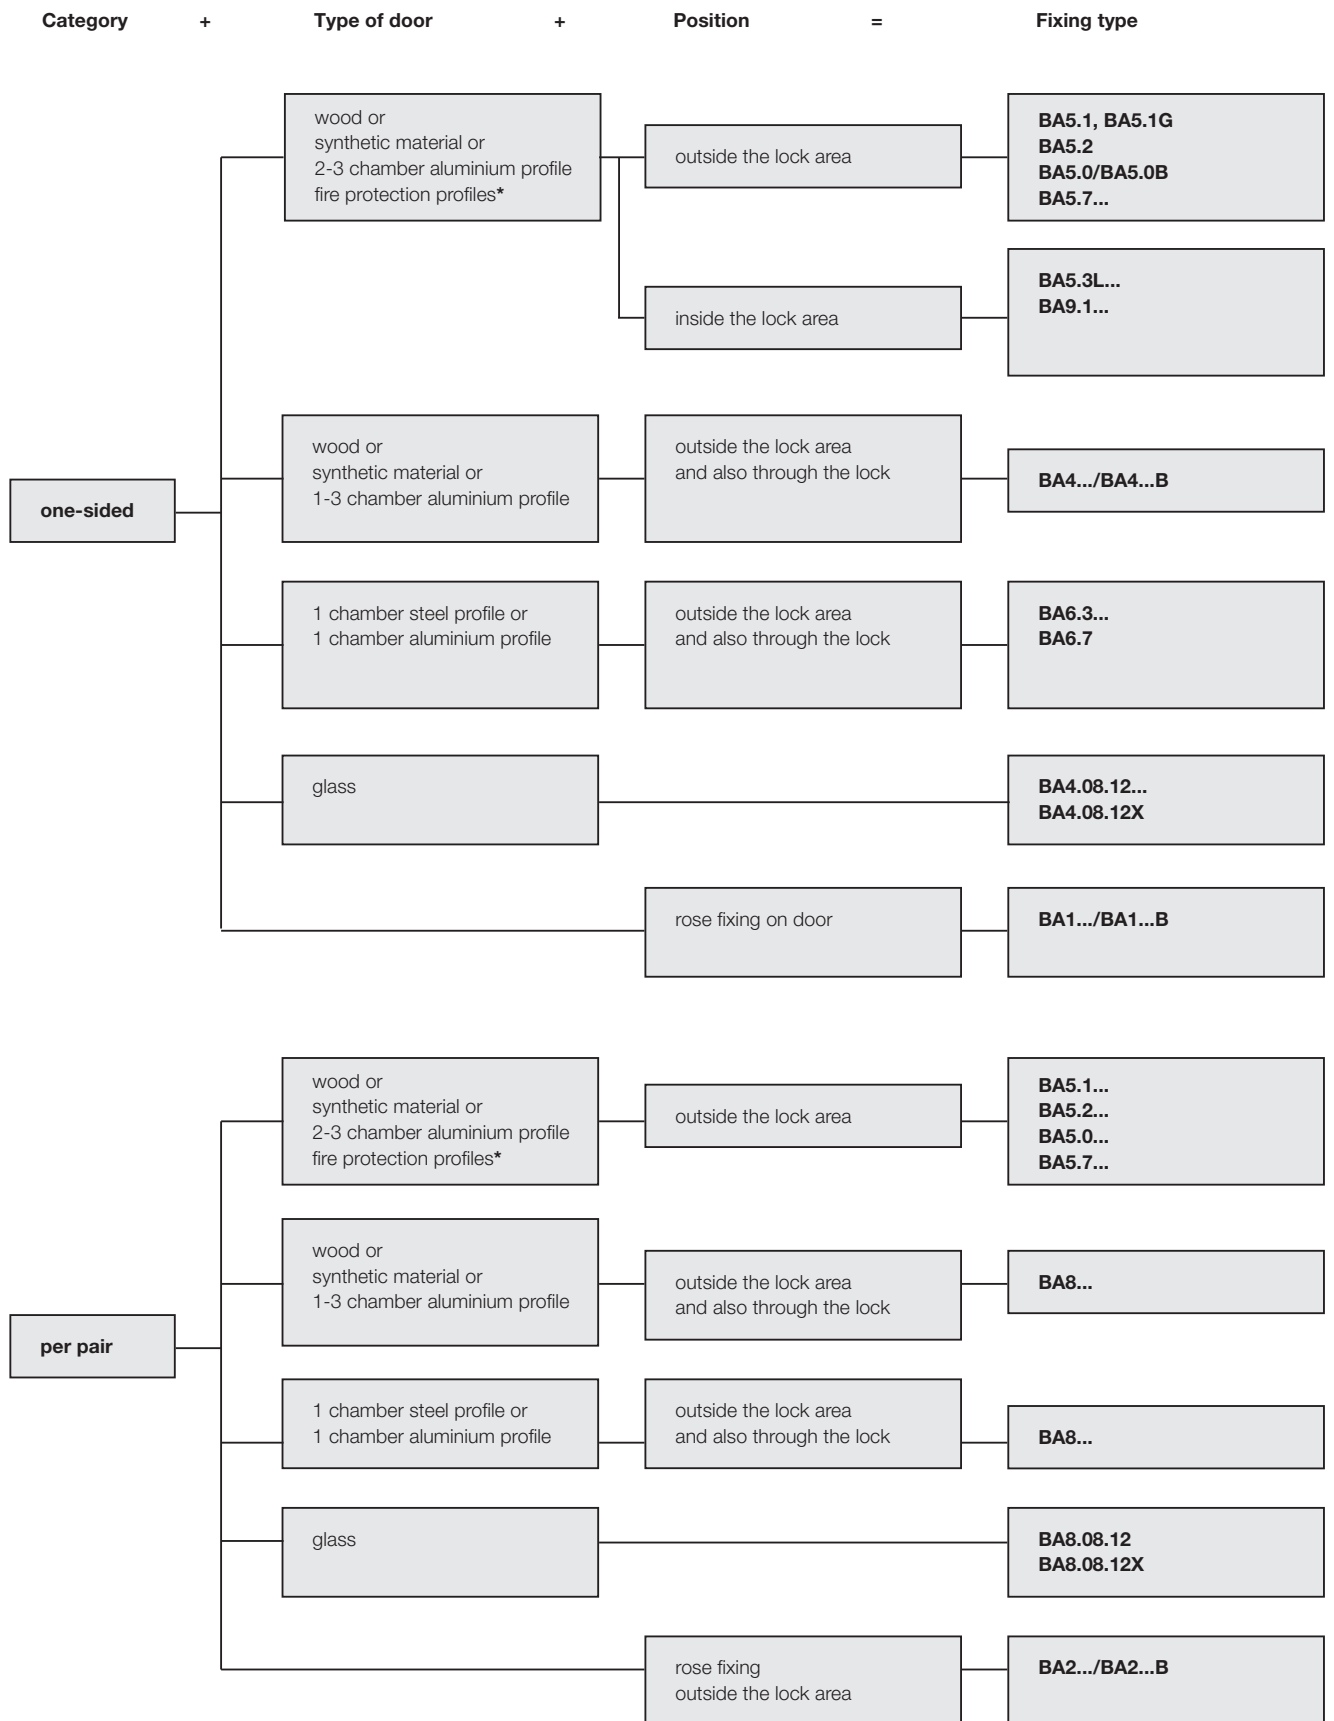 Category + Type of door + Position = Fixing type
wood or
synthetic material or
2-3 chamber aluminium profile
fire protection profiles*
outside the lock area
BA5.1, BA5.1G
BA5.2
BA5.0/BA5.0B
BA5.7...
inside the lock area
BA5.3L...
BA9.1...
one-sided
wood or
synthetic material or
1-3 chamber aluminium profile
outside the lock area
and also through the lock
BA4.../BA4...B
1 chamber steel profile or
1 chamber aluminium profile
outside the lock area
and also through the lock
BA6.3...
BA6.7
glass
BA4.08.12...
BA4.08.12X
rose fixing on door
BA1.../BA1...B
wood or
synthetic material or
2-3 chamber aluminium profile
fire protection profiles*
outside the lock area
BA5.1...
BA5.2...
BA5.0...
BA5.7...
per pair
wood or
synthetic material or
1-3 chamber aluminium profile
outside the lock area
and also through the lock
BA8...
1 chamber steel profile or
1 chamber aluminium profile
outside the lock area
and also through the lock
BA8...
glass
BA8.08.12
BA8.08.12X
rose fixing
outside the lock area
BA2.../BA2...B